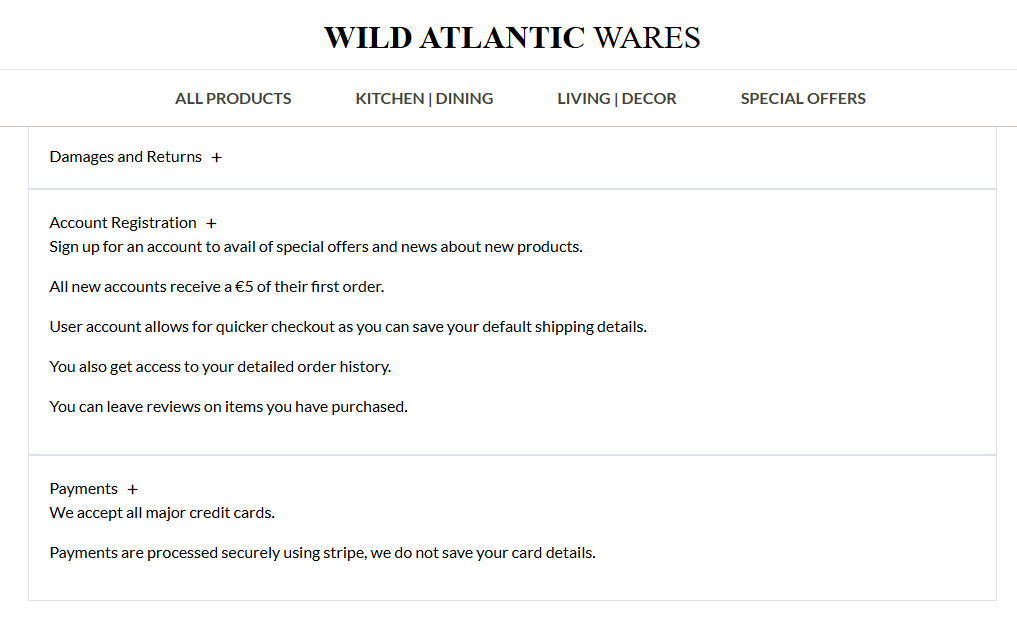 WILD ATLANTIC WARES
ALL PRODUCTS KITCHEN | DINING LIVING | DECOR SPECIAL OFFERS
Damages and Returns +
Account Registration +
Sign up for an account to avail of special offers and news about new products.
All new accounts receive a €5 of their first order.
User account allows for quicker checkout as you can save your default shipping details.
You also get access to your detailed order history.
You can leave reviews on items you have purchased.
Payments +
We accept all major credit cards.
Payments are processed securely using stripe, we do not save your card details.